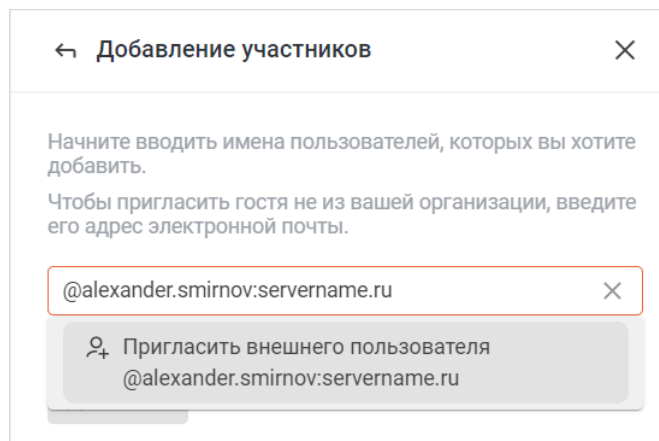 Добавление участников
Начните вводить имена пользователей, которых вы хотите
добавить.
Чтобы пригласить гостя не из вашей организации, введите
его адрес электронной почты.
@alexander.smirnov:servername.ru
Пригласить внешнего пользователя
@alexander.smirnov:servername.ru